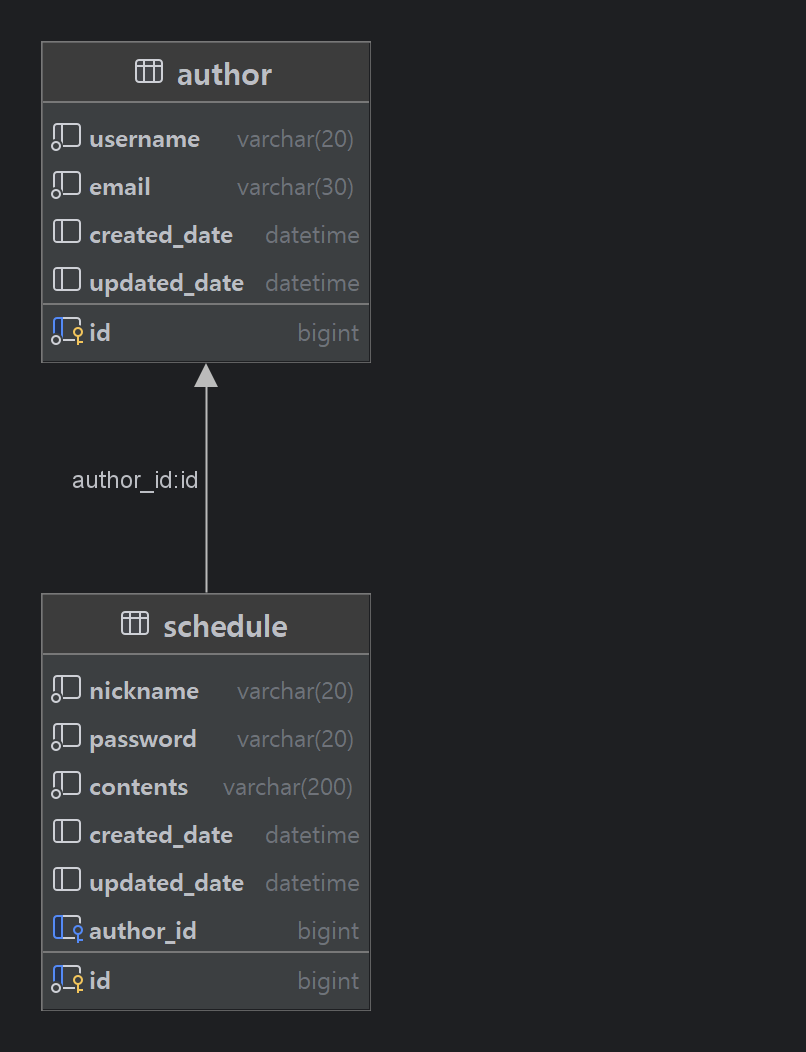 author
username varchar(20)
email varchar(30)
created_date datetime
updated_date datetime
id bigint
author_id:id
schedule
nickname varchar(20)
password varchar(20)
contents varchar(200)
created_date datetime
updated_date datetime
author_id bigint
id bigint